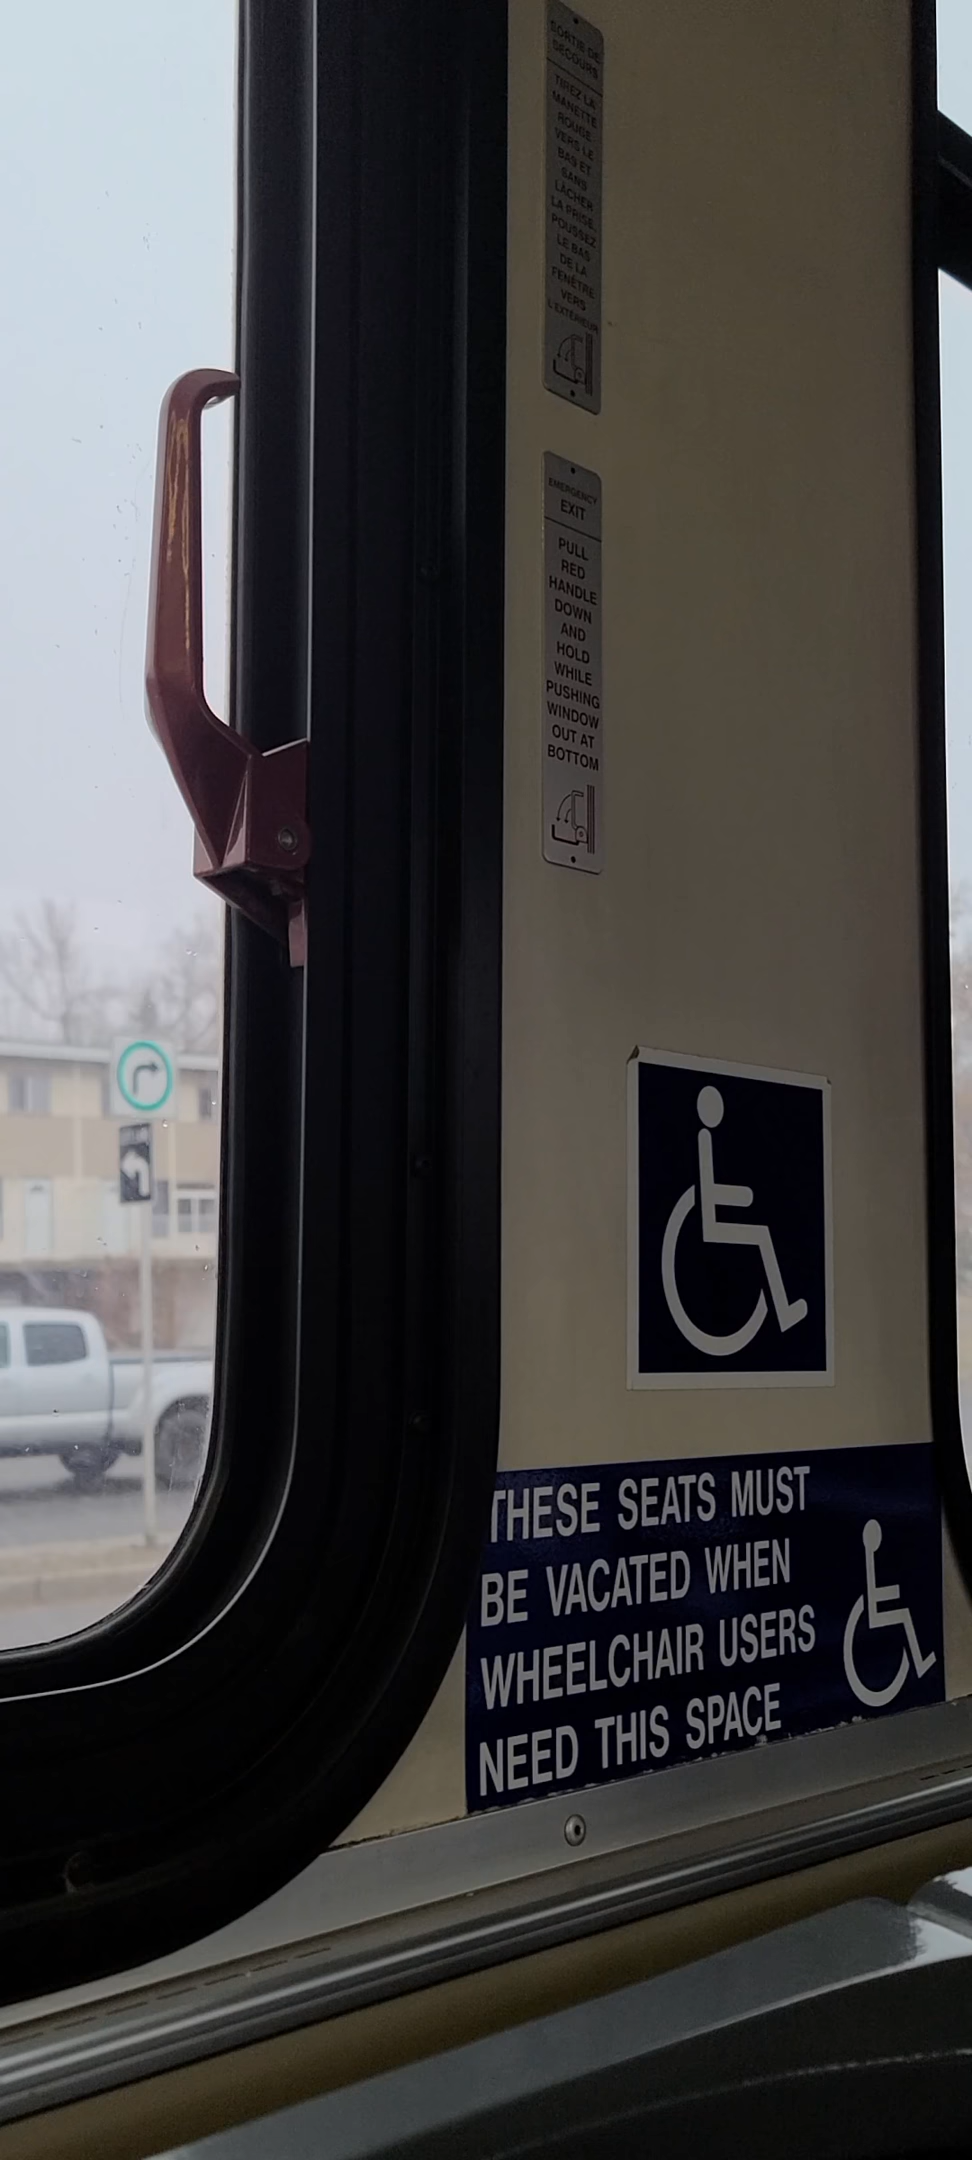 SORTIE DE
SECOURS
TIREZ LA
MANETTE
ROUGE
VERS LE
BAS ET
SANS
LÂCHER
LA PRISE,
POUSSEZ
LE BAS
DE LA
FENÊTRE
VERS
L'EXTÉRIEUR
EMERGENCY
EXIT
PULL
RED
HANDLE
DOWN
AND
HOLD
WHILE
PUSHING
WINDOW
OUT AT
BOTTOM
THESE SEATS MUST
BE VACATED WHEN
WHEELCHAIR USERS
NEED THIS SPACE